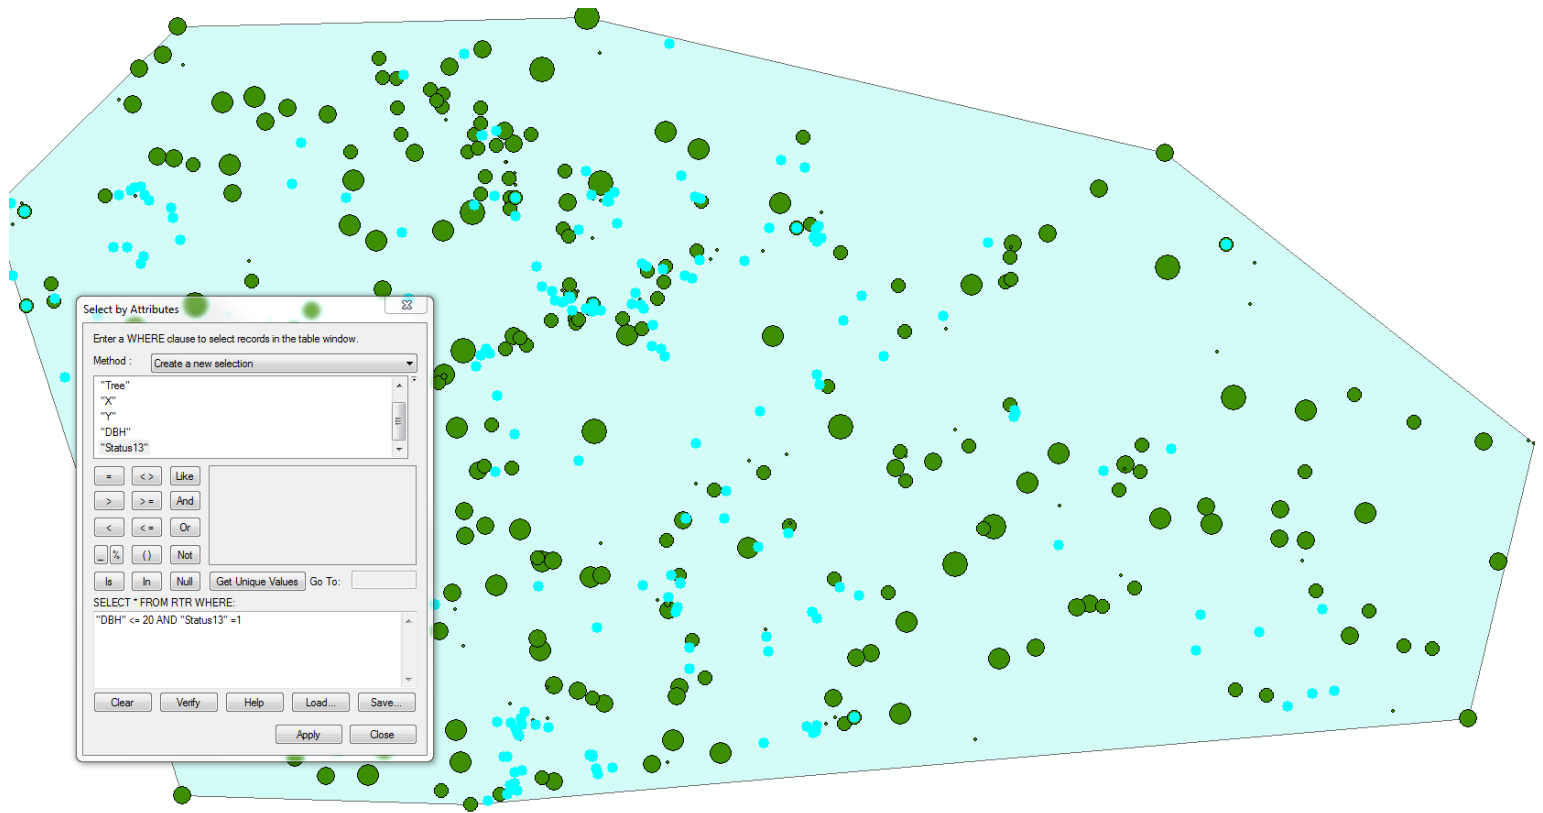 Select by Attributes
Enter a WHERE clause to select records in the table window.
Method : Create a new selection
"Tree"
"X"
"Y"
"DBH"
"Status13"
= < > Like
> > = And
< < = Or
_ % ( ) Not
Is In Null Get Unique Values Go To:
SELECT * FROM RTR WHERE:
"DBH" <= 20 AND "Status13" =1
Clear Verify Help Load... Save...
Apply Close